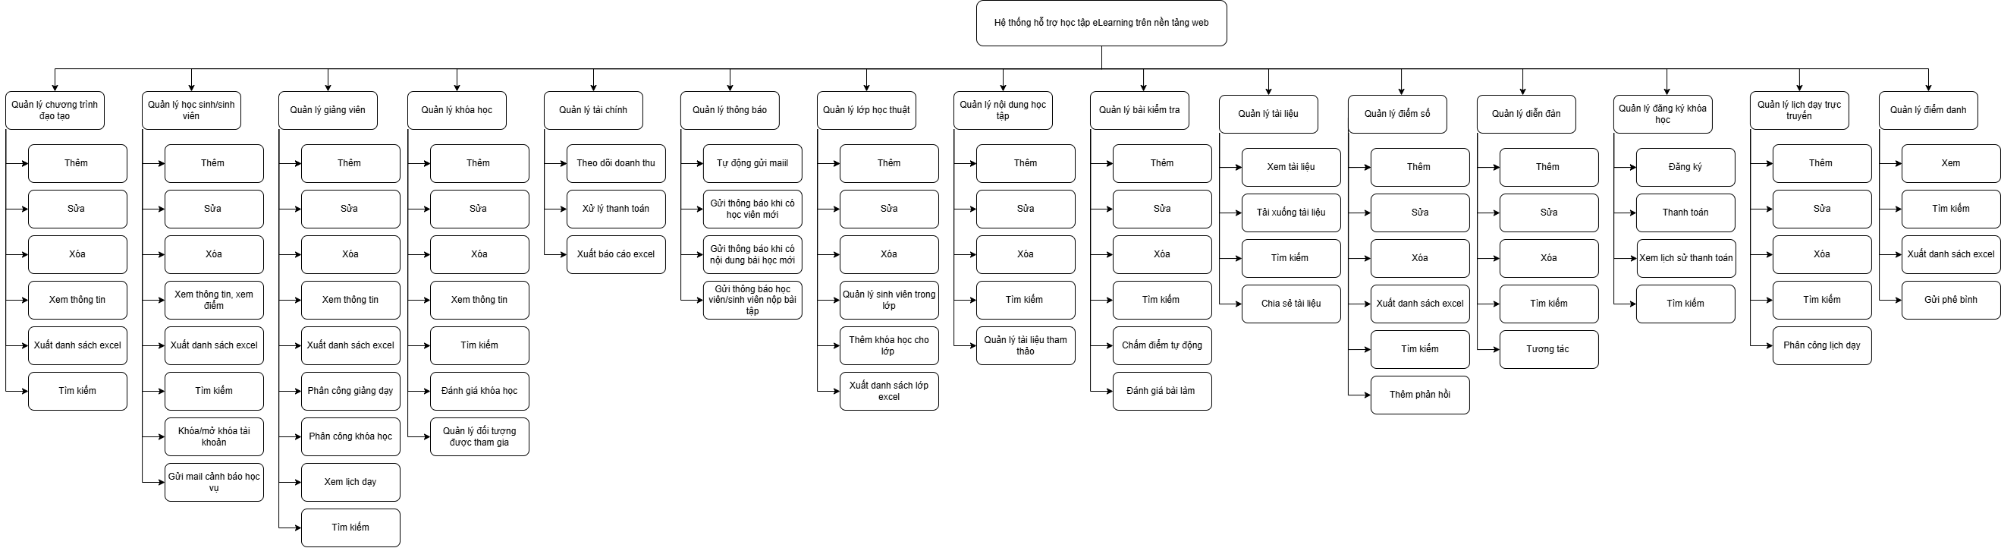 Hệ thống hỗ trợ học tập eLearning trên nền tảng web
Quản lý chương trình
đạo tạo
Thêm
Sửa
Xóa
Xem thông tin
Xuất danh sách excel
Tìm kiếm
Quản lý học sinh/sinh
viên
Thêm
Sửa
Xóa
Xem thông tin, xem
điểm
Xuất danh sách excel
Tìm kiếm
Khóa/mở khóa tài
khoản
Gửi mail cảnh báo học
vụ
Quản lý giảng viên
Thêm
Sửa
Xóa
Xem thông tin
Xuất danh sách excel
Phân công giảng dạy
Phân công khóa học
Xem lịch dạy
Tìm kiếm
Quản lý khóa học
Thêm
Sửa
Xóa
Xem thông tin
Tìm kiếm
Đánh giá khóa học
Quản lý đối tượng
được tham gia
Quản lý tài chính
Theo dõi doanh thu
Xử lý thanh toán
Xuất báo cáo excel
Quản lý thông báo
Tự động gửi maiil
Gửi thông báo khi có
học viên mới
Gửi thông báo khi có
nội dung bài học mới
Gửi thông báo học
viên/sinh viên nộp bài
tập
Quản lý lớp học thuật
Thêm
Sửa
Xóa
Quản lý sinh viên trong
lớp
Thêm khóa học cho
lớp
Xuất danh sách lớp
excel
Quản lý nội dung học
tập
Thêm
Sửa
Xóa
Tìm kiếm
Quản lý tài liệu tham
thảo
Quản lý bài kiểm tra
Thêm
Sửa
Xóa
Tìm kiếm
Chấm điểm tự động
Đánh giá bài làm
Quản lý tài liệu
Xem tài liệu
Tải xuống tài liệu
Tìm kiếm
Chia sẻ tài liệu
Quản lý điểm số
Thêm
Sửa
Xóa
Xuất danh sách excel
Tìm kiếm
Thêm phản hồi
Quản lý diễn đàn
Thêm
Sửa
Xóa
Tìm kiếm
Tương tác
Quản lý đăng ký khóa
học
Đăng ký
Thanh toán
Xem lịch sử thanh toán
Tìm kiếm
Quản lý lịch dạy trực
truyến
Thêm
Sửa
Xóa
Tìm kiếm
Phân công lịch dạy
Quản lý điểm danh
Xem
Tìm kiếm
Xuất danh sách excel
Gửi phê bình